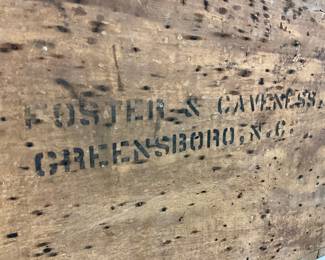 FOSTER & CAVENESS,
GREENSBORO, N.C.